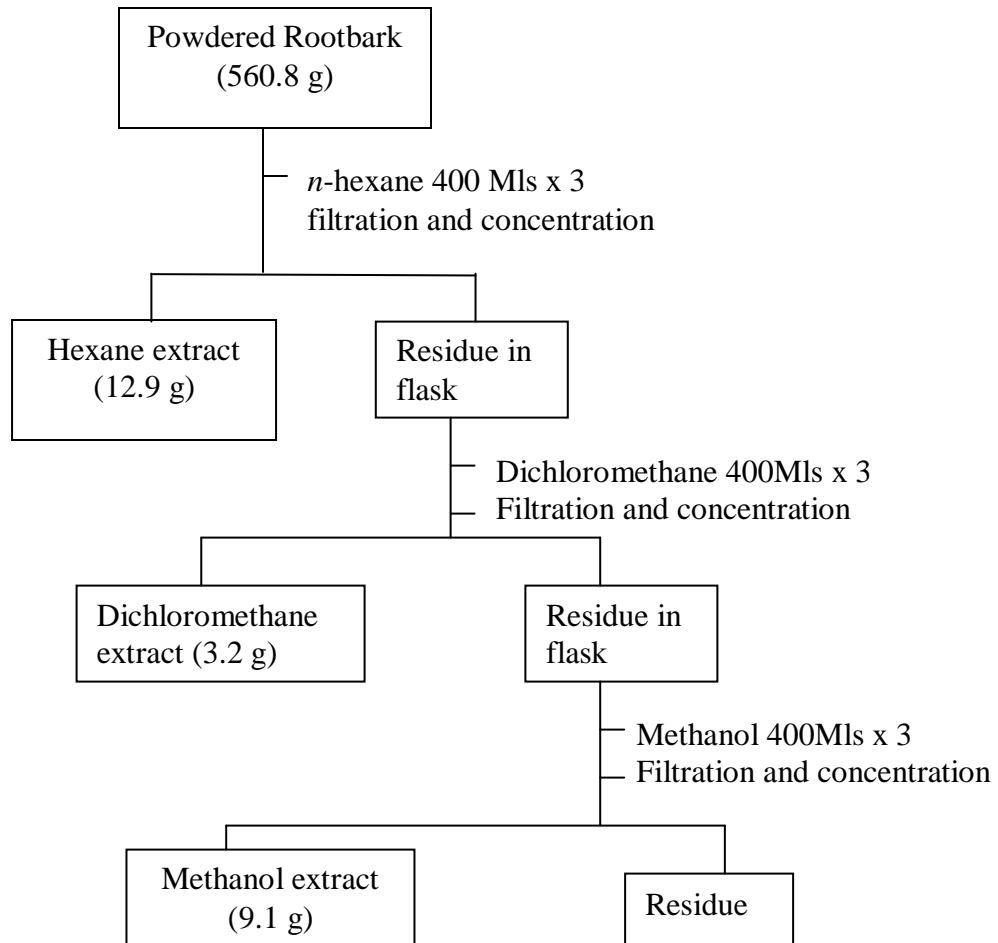 Powdered Rootbark
(560.8 g)
n-hexane 400 Mls x 3
filtration and concentration
Hexane extract
(12.9 g)
Residue in
flask
Dichloromethane 400Mls x 3
Filtration and concentration
Dichloromethane
extract (3.2 g)
Residue in
flask
Methanol 400Mls x 3
Filtration and concentration
Methanol extract
(9.1 g)
Residue